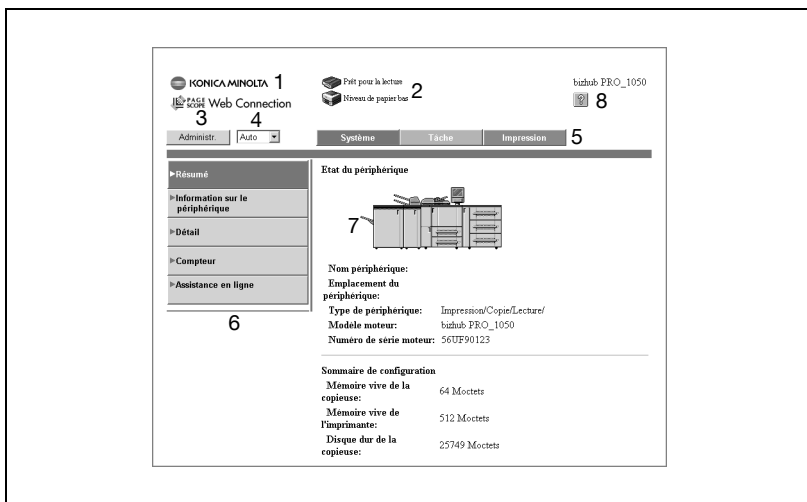 KONICA MINOLTA 1
PAGE SCOPE Web Connection
Prêt pour la lecture
Niveau de papier bas 2
bizhub PRO_1050
? 8
3 4
Administr. Auto
Système Tâche Impression 5
Résumé
Information sur le
périphérique
Détail
Compteur
Assistance en ligne
6
Etat du périphérique
7
Nom périphérique:
Emplacement du
périphérique:
Type de périphérique: Impression/Copie/Lecture/
Modèle moteur: bizhub PRO_1050
Numéro de série moteur: 56UF90123
Sommaire de configuration
Mémoire vive de la
copieuse: 64 Moctets
Mémoire vive de
l'imprimante: 512 Moctets
Disque dur de la
copieuse: 25749 Moctets